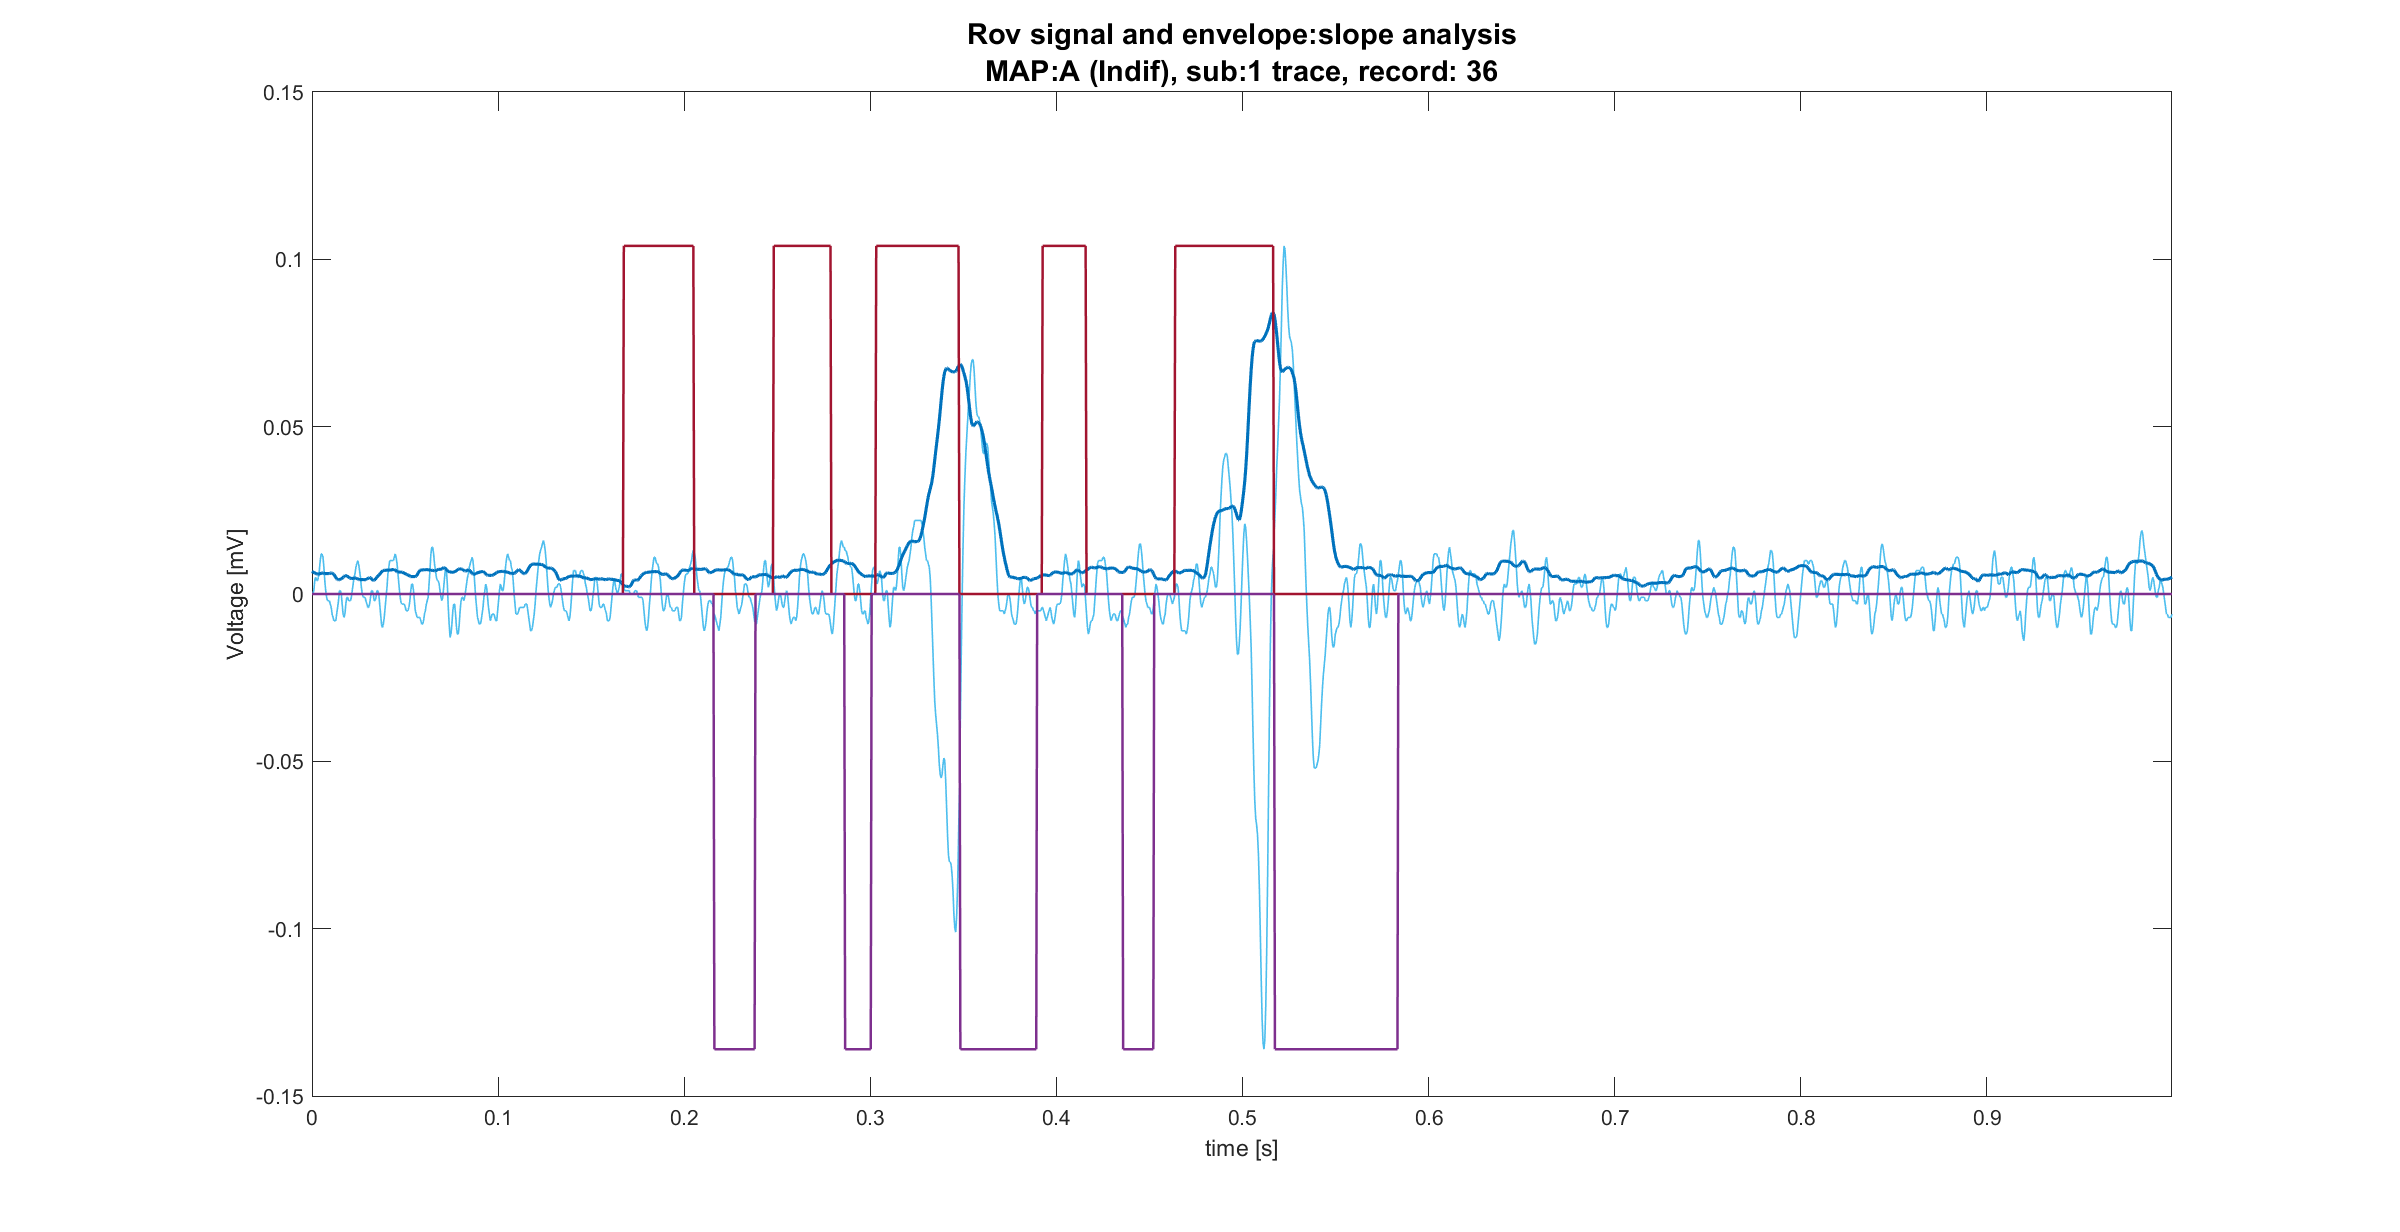 Rov signal and envelope:slope analysis
MAP:A (Indif), sub:1 trace, record: 36
0.15
0.1
0.05
0
-0.05
-0.1
-0.15
Voltage [mV]
0 0.1 0.2 0.3 0.4 0.5 0.6 0.7 0.8 0.9
time [s]